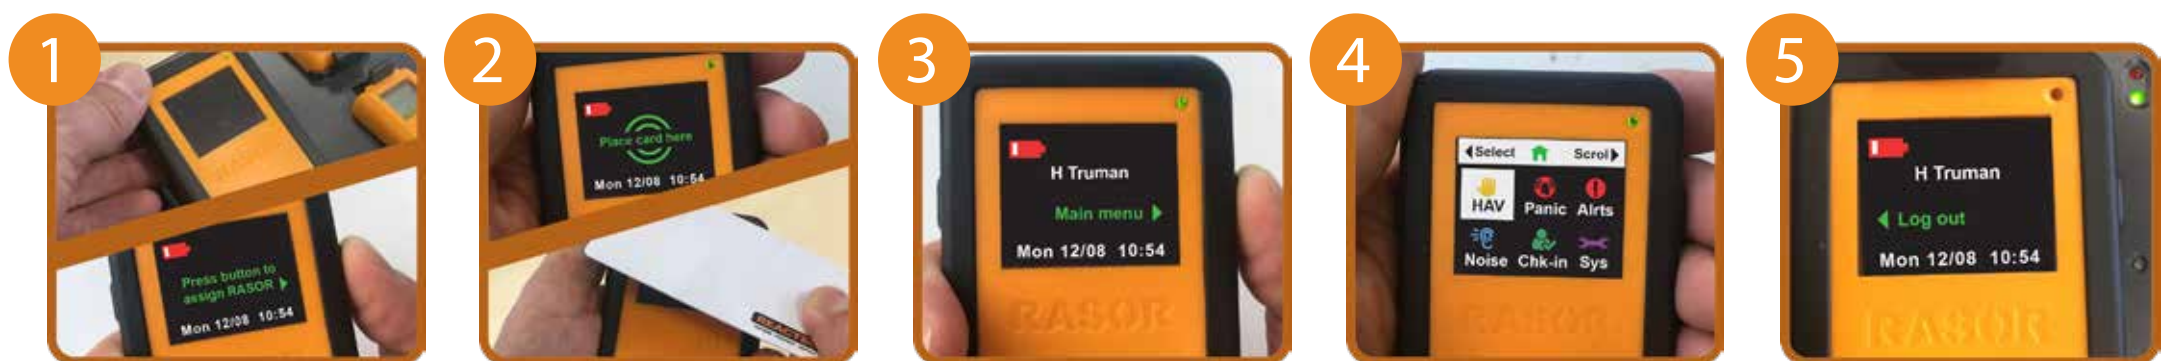 1
Press button to
assign RASOR
Mon 12/08 10:54
2
Place card here
Mon 12/08 10:54
REACTEC
3
H Truman
Main menu
Mon 12/08 10:54
RASOR
4
Select
Scroll
HAV Panic Alrts
Noise Chk-in Sys
RASOR
5
H Truman
Log out
Mon 12/08 10:54
RASOR